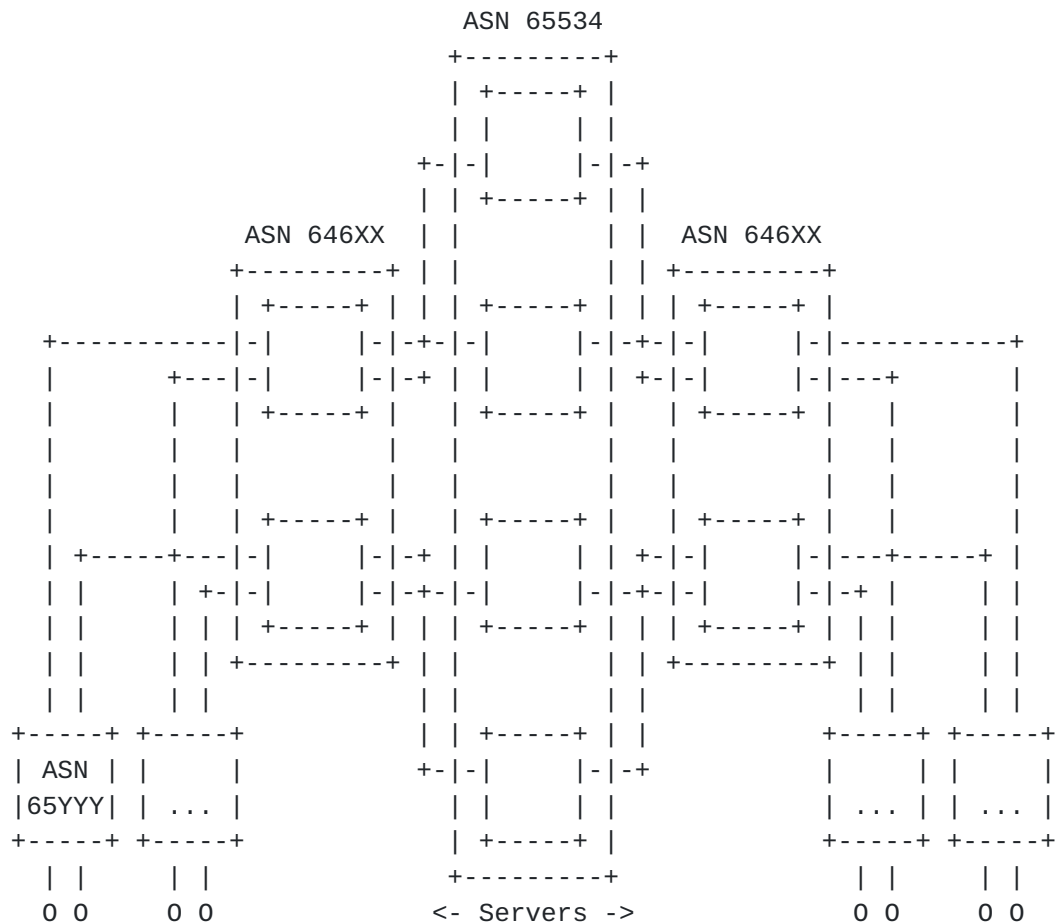 ASN 65534
ASN 646XX ASN 646XX
ASN
65YYY ... ... ...
O O O O <- Servers -> O O O O